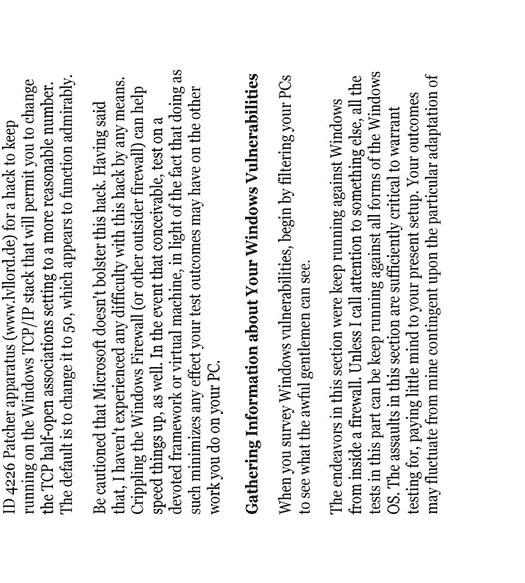 ID 4226 Patcher apparatus (www.lvllord.de) for a hack to keep
running on the Windows TCP/IP stack that will permit you to change
the TCP half-open associations setting to a more reasonable number.
The default is to change it to 50, which appears to function admirably.
Be cautioned that Microsoft doesn't bolster this hack. Having said
that, I haven't experienced any difficulty with this hack by any means.
Crippling the Windows Firewall (or other outsider firewall) can help
speed things up, as well. In the event that conceivable, test on a
devoted framework or virtual machine, in light of the fact that doing as
such minimizes any effect your test outcomes may have on the other
work you do on your PC.
Gathering Information about Your Windows Vulnerabilities
When you survey Windows vulnerabilities, begin by filtering your PCs
to see what the awful gentlemen can see.
The endeavors in this section were keep running against Windows
from inside a firewall. Unless I call attention to something else, all the
tests in this part can be keep running against all forms of the Windows
OS. The assaults in this section are sufficiently critical to warrant
testing for, paying little mind to your present setup. Your outcomes
may fluctuate from mine contingent upon the particular adaptation of